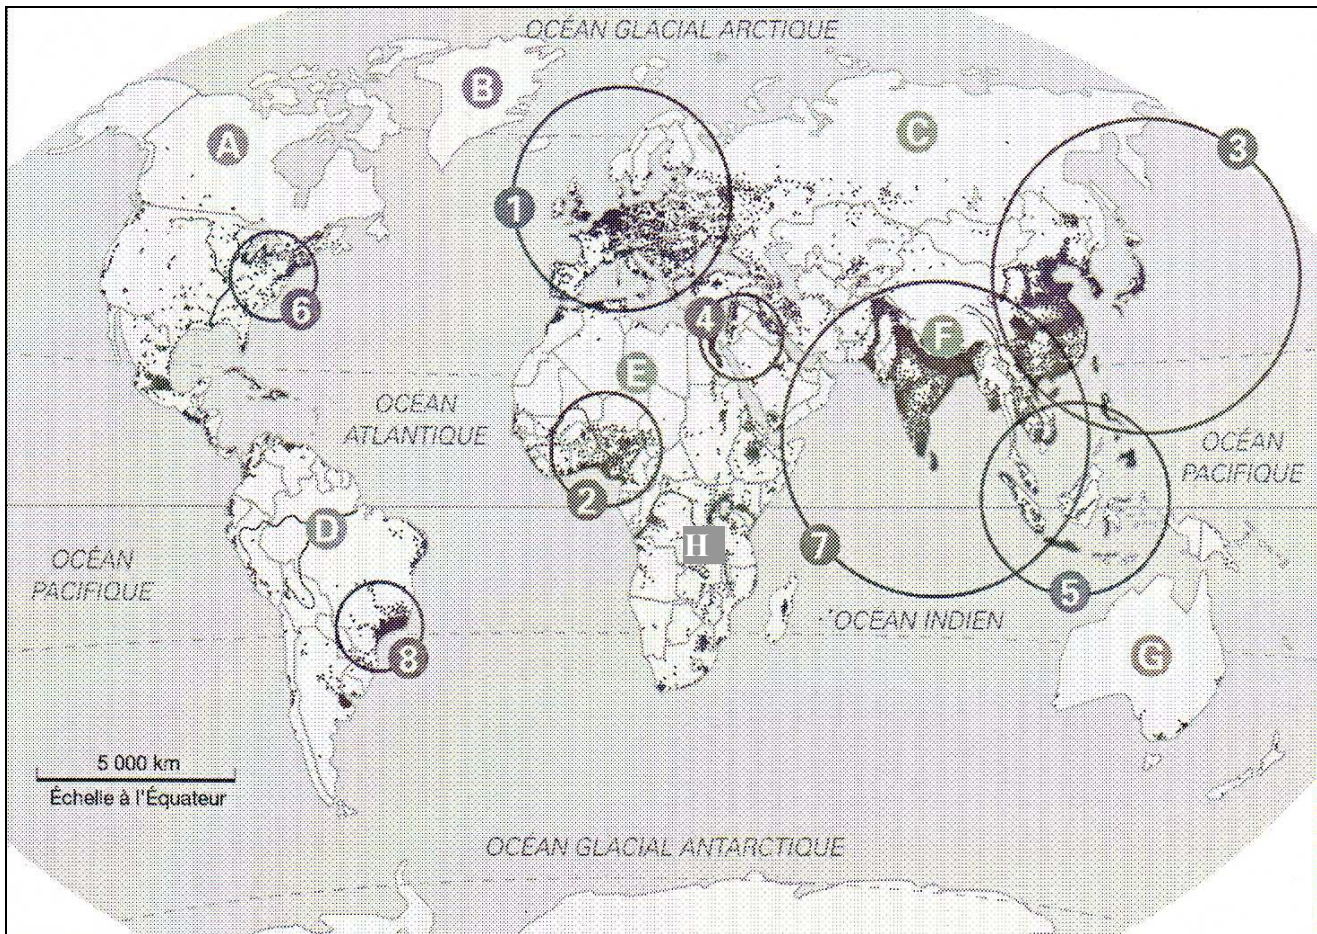 OCÉAN GLACIAL ARCTIQUE
B
A
C
3
1
6
4
F
E
OCÉAN
ATLANTIQUE
OCÉAN
PACIFIQUE
2
D
H
7
OCÉAN
PACIFIQUE
5
OCÉAN INDIEN
8
G
5 000 km
Échelle à l'Équateur
OCÉAN GLACIAL ANTARCTIQUE